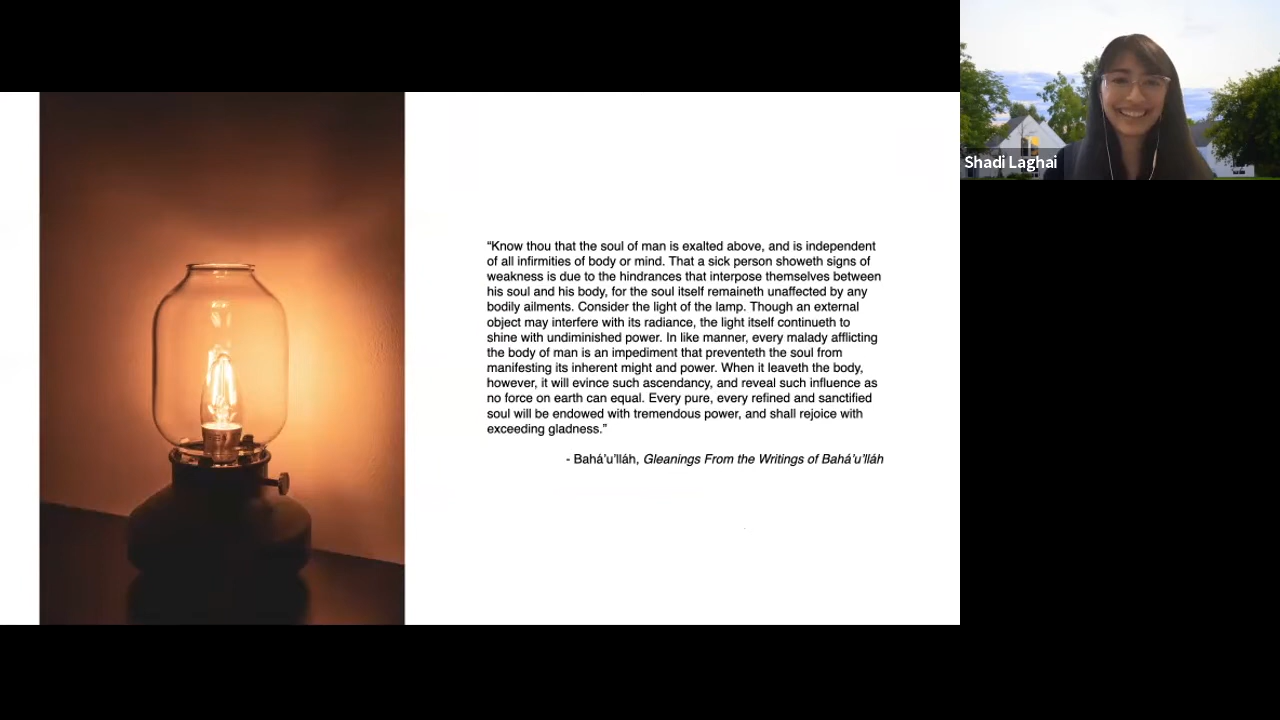 “Know thou that the soul of man is exalted above, and is independent
of all infirmities of body or mind. That a sick person showeth signs of
weakness is due to the hindrances that interpose themselves between
his soul and his body, for the soul itself remaineth unaffected by any
bodily ailments. Consider the light of the lamp. Though an external
object may interfere with its radiance, the light itself continueth to
shine with undiminished power. In like manner, every malady afflicting
the body of man is an impediment that preventeth the soul from
manifesting its inherent might and power. When it leaveth the body,
however, it will evince such ascendancy, and reveal such influence as
no force on earth can equal. Every pure, every refined and sanctified
soul will be endowed with tremendous power, and shall rejoice with
exceeding gladness.”
- Bahá’u’lláh, Gleanings From the Writings of Bahá’u’lláh
Shadi Laghai